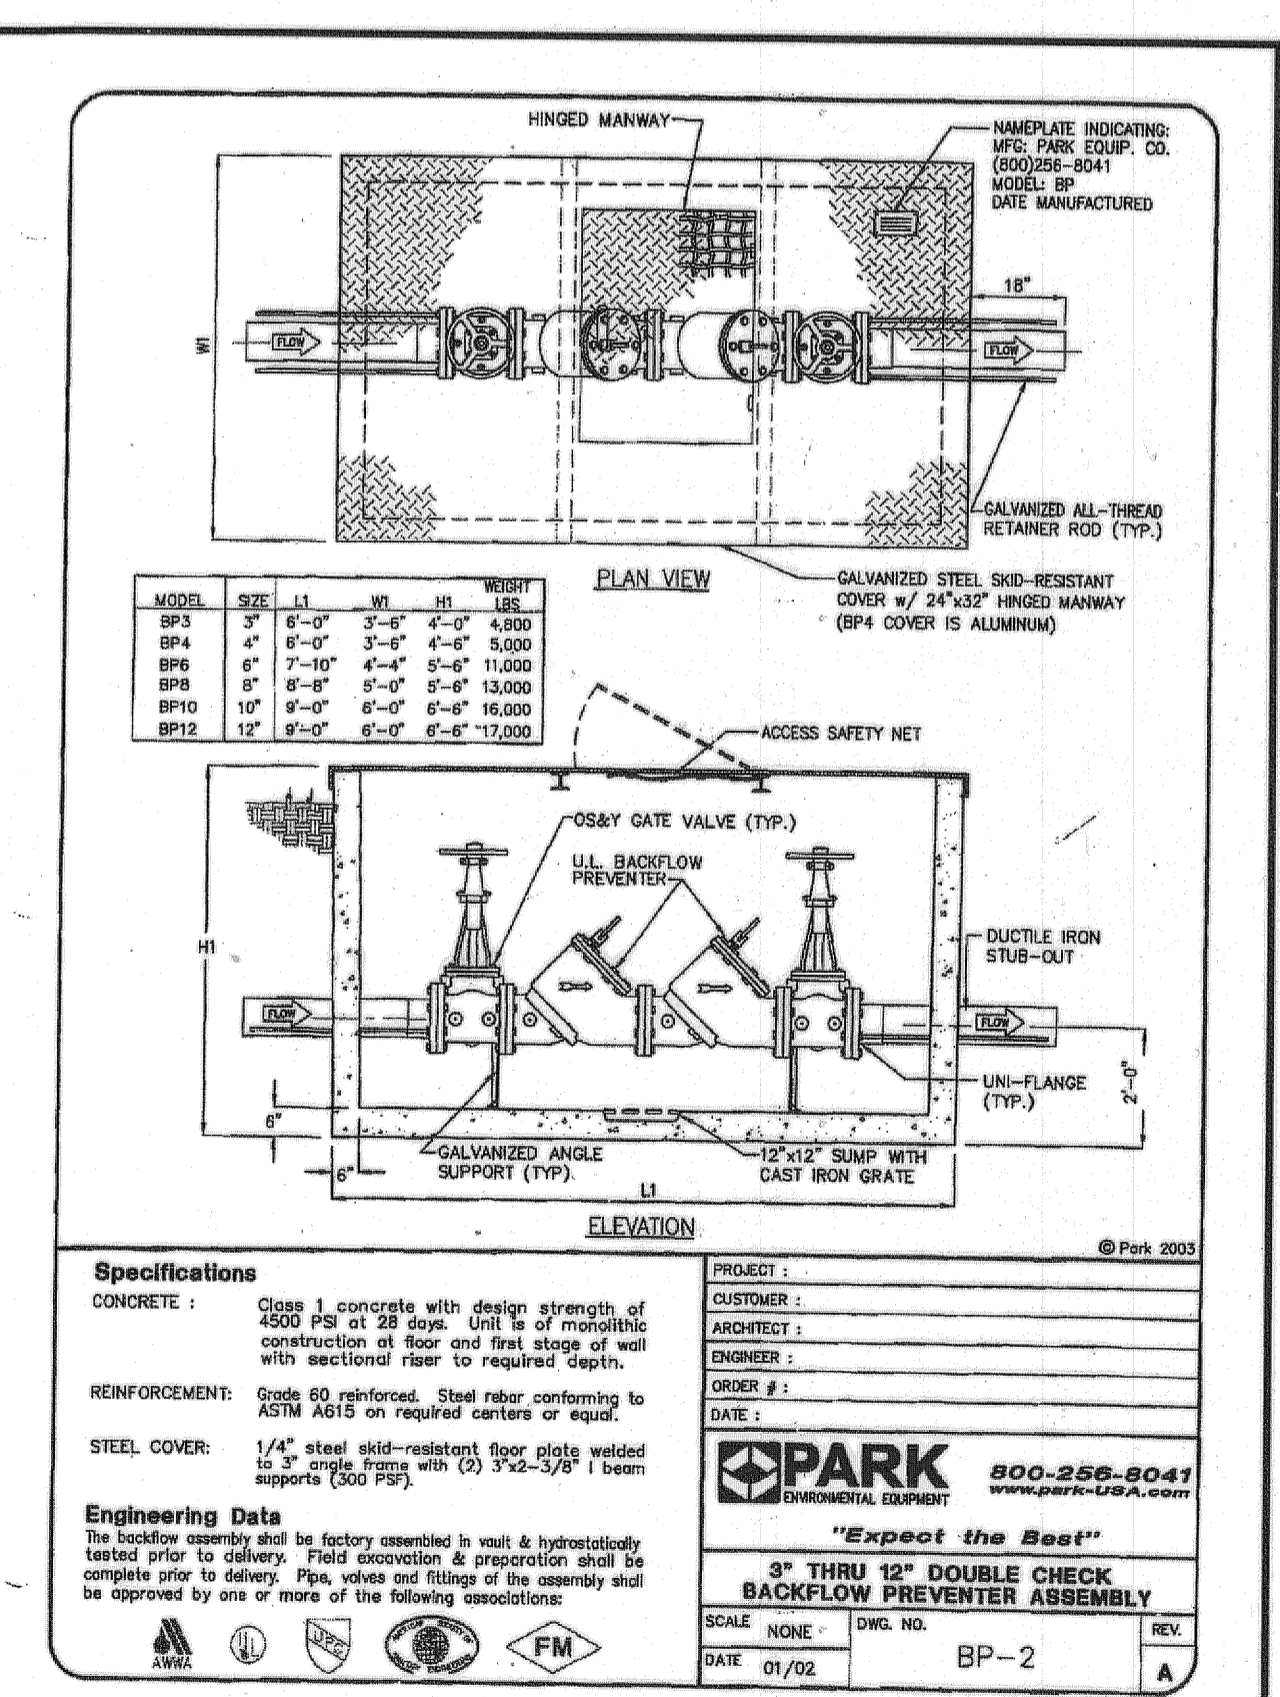 HINGED MANWAY
NAMEPLATE INDICATING:
MFG: PARK EQUIP. CO.
(800)256-8041
MODEL: BP
DATE MANUFACTURED
18"
W1
FLOW
FLOW
GALVANIZED ALL-THREAD
RETAINER ROD (TYP.)
PLAN VIEW
GALVANIZED STEEL SKID-RESISTANT
COVER w/ 24"x32" HINGED MANWAY
(BP4 COVER IS ALUMINUM)
MODEL SIZE L1 W1 H1 WEIGHT LBS
BP3 3" 6'-0" 3'-6" 4'-0" 4,800
BP4 4" 6'-0" 3'-6" 4'-6" 5,000
BP6 6" 7'-10" 4'-4" 5'-6" 11,000
BP8 8" 8'-8" 5'-0" 5'-6" 13,000
BP10 10" 9'-0" 6'-0" 6'-6" 16,000
BP12 12" 9'-0" 6'-0" 6'-6" 17,000
ACCESS SAFETY NET
OS&Y GATE VALVE (TYP.)
U.L. BACKFLOW
PREVENTER
H1
DUCTILE IRON
STUB-OUT
FLOW
FLOW
UNI-FLANGE
(TYP.)
2'-0"
6"
6"
GALVANIZED ANGLE
SUPPORT (TYP).
12"x12" SUMP WITH
CAST IRON GRATE
L1
ELEVATION
© Park 2003
Specifications
CONCRETE : Class 1 concrete with design strength of
4500 PSI at 28 days. Unit is of monolithic
construction at floor and first stage of wall
with sectional riser to required depth.
REINFORCEMENT: Grade 60 reinforced. Steel rebar conforming to
ASTM A615 on required centers or equal.
STEEL COVER: 1/4" steel skid-resistant floor plate welded
to 3" angle frame with (2) 3"x2-3/8" I beam
supports (300 PSF).
Engineering Data
The backflow assembly shall be factory assembled in vault & hydrostatically
tested prior to delivery. Field excavation & preparation shall be
complete prior to delivery. Pipe, valves and fittings of the assembly shall
be approved by one or more of the following associations:
AWWA
UL
UPC
FM
PROJECT :
CUSTOMER :
ARCHITECT :
ENGINEER :
ORDER # :
DATE :
PARK
ENVIRONMENTAL EQUIPMENT
800-256-8041
www.park-USA.com
"Expect the Best"
3" THRU 12" DOUBLE CHECK
BACKFLOW PREVENTER ASSEMBLY
SCALE NONE
DWG. NO. BP-2
REV. A
DATE 01/02